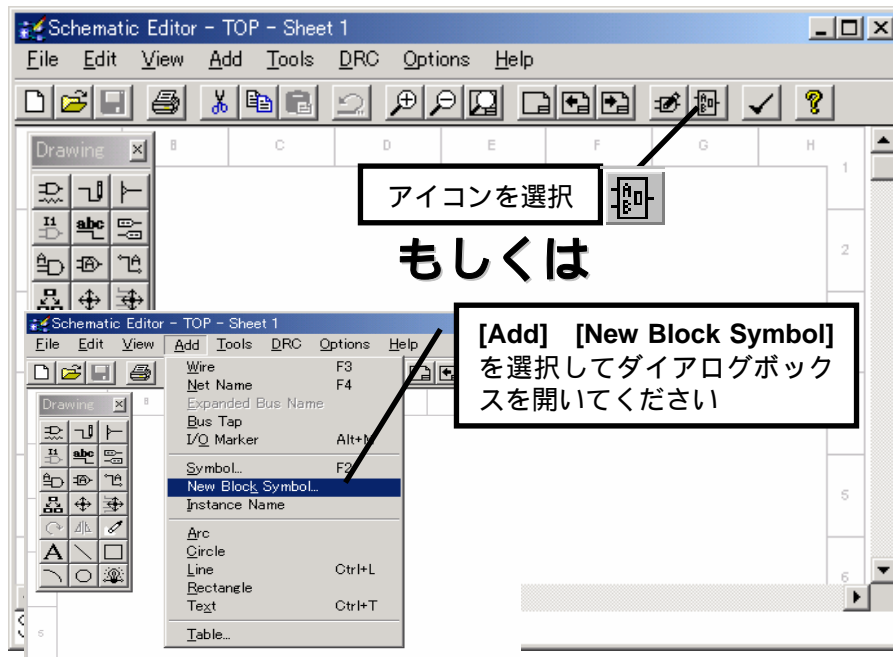 Schematic Editor - TOP - Sheet 1
File Edit View Add Tools DRC Options Help
Drawing
B C D E F G H
1
アイコンを選択
もしくは
2
[Add] [New Block Symbol]
を選択してダイアログボック
スを開いてください
Schematic Editor - TOP - Sheet 1
File Edit View Add Tools DRC Options Help
Drawing
B
Wire F3
Net Name F4
Expanded Bus Name
Bus Tap
I/O Marker
Symbol... F2
New Block Symbol...
Instance Name
Arc
Circle
Line Ctrl+L
Rectangle
Text Ctrl+T
Table...
5
6
5